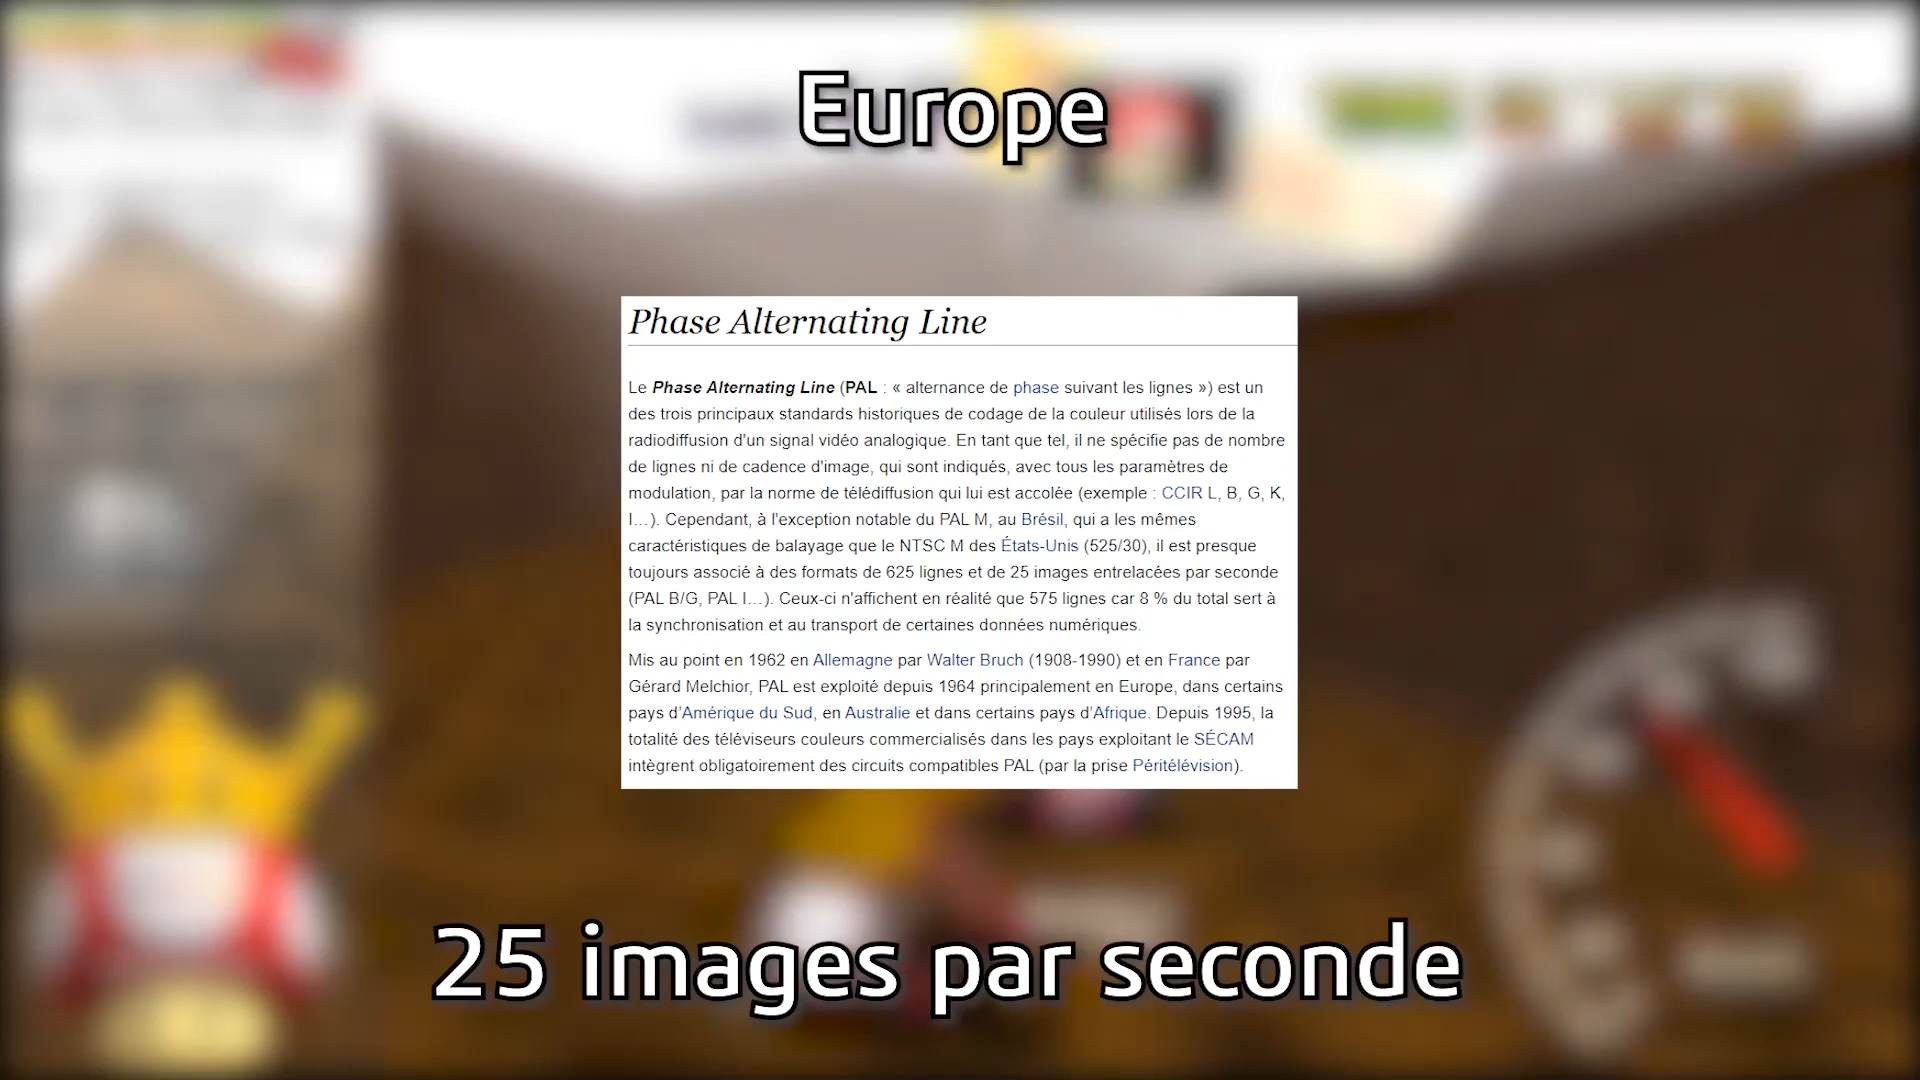 Europe
Phase Alternating Line
Le Phase Alternating Line (PAL : « alternance de phase suivant les lignes ») est un
des trois principaux standards historiques de codage de la couleur utilisés lors de la
radiodiffusion d'un signal vidéo analogique. En tant que tel, il ne spécifie pas de nombre
de lignes ni de cadence d'image, qui sont indiqués, avec tous les paramètres de
modulation, par la norme de télédiffusion qui lui est accolée (exemple : CCIR L, B, G, K,
I...). Cependant, à l'exception notable du PAL M, au Brésil, qui a les mêmes
caractéristiques de balayage que le NTSC M des États-Unis (525/30), il est presque
toujours associé à des formats de 625 lignes et de 25 images entrelacées par seconde
(PAL B/G, PAL I...). Ceux-ci n'affichent en réalité que 575 lignes car 8 % du total sert à
la synchronisation et au transport de certaines données numériques.
Mis au point en 1962 en Allemagne par Walter Bruch (1908-1990) et en France par
Gérard Melchior, PAL est exploité depuis 1964 principalement en Europe, dans certains
pays d'Amérique du Sud, en Australie et dans certains pays d'Afrique. Depuis 1995, la
totalité des téléviseurs couleurs commercialisés dans les pays exploitant le SÉCAM
intègrent obligatoirement des circuits compatibles PAL (par la prise Péritélévision).
25 images par seconde